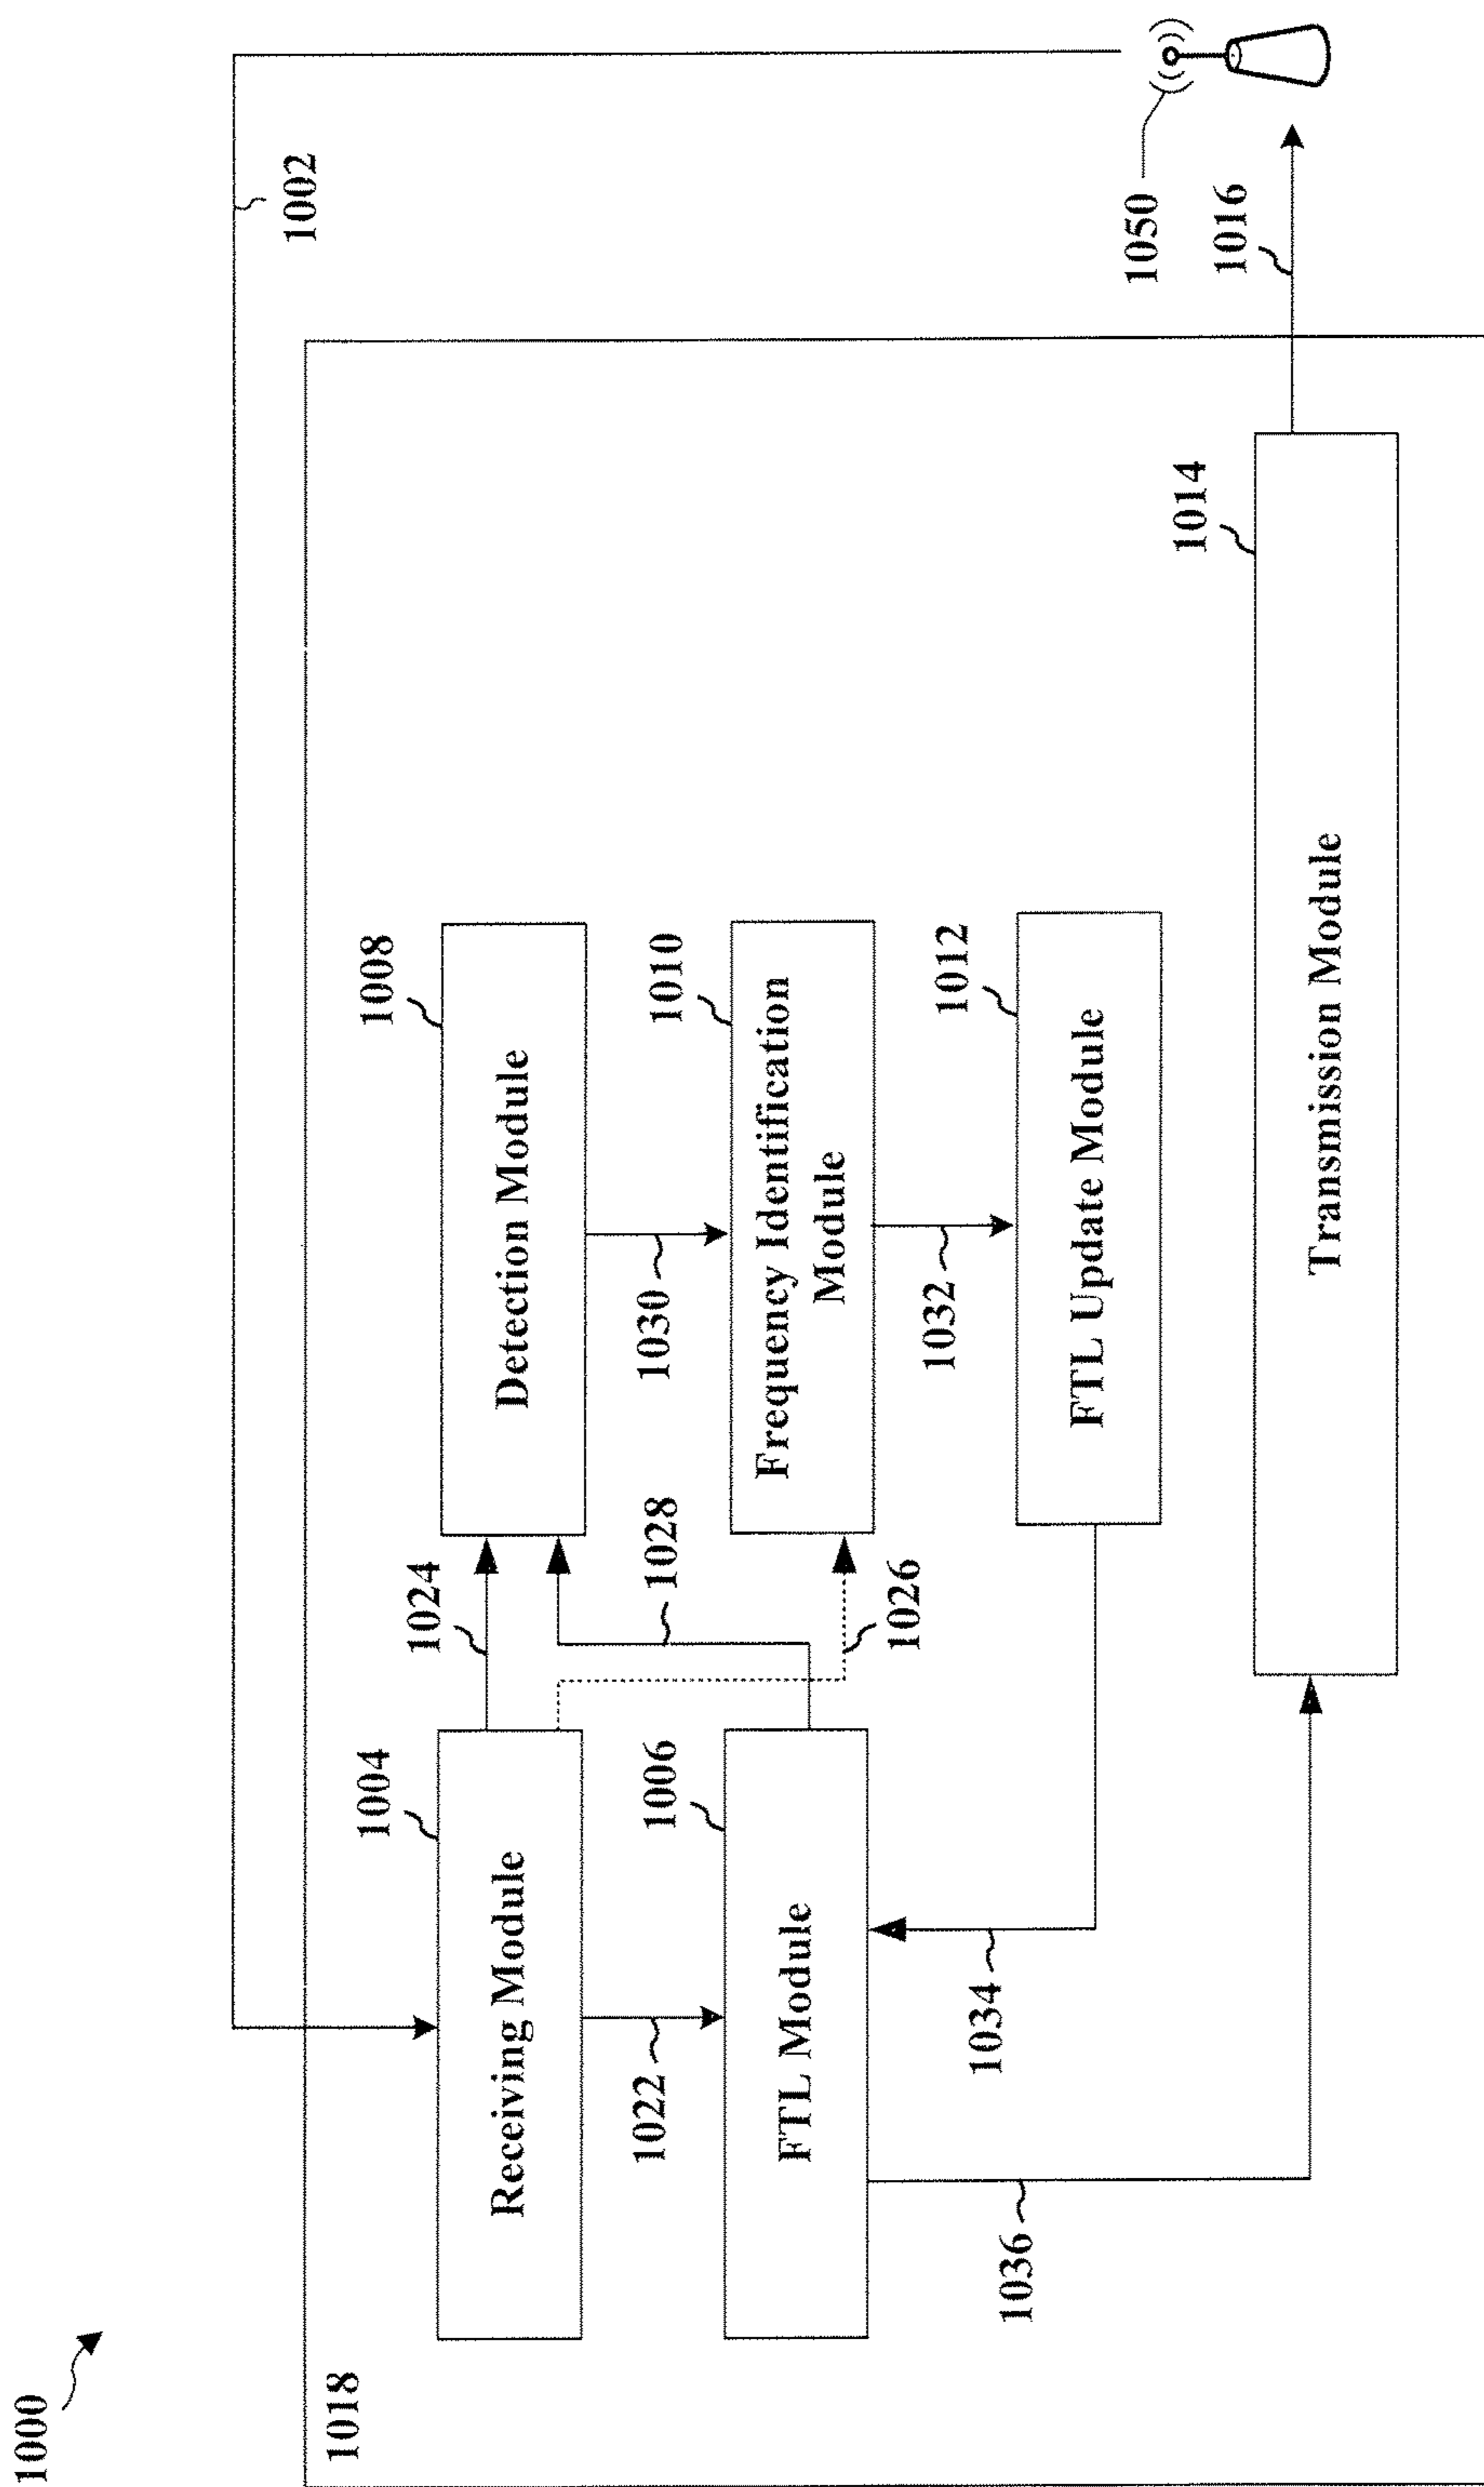 1000
1002
1018
1004
Receiving Module
1024
1008
Detection Module
1022
1028
1030
1006
FTL Module
1026
1010
Frequency Identification
Module
1034
1032
1012
FTL Update Module
1036
1014
Transmission Module
1016
1050